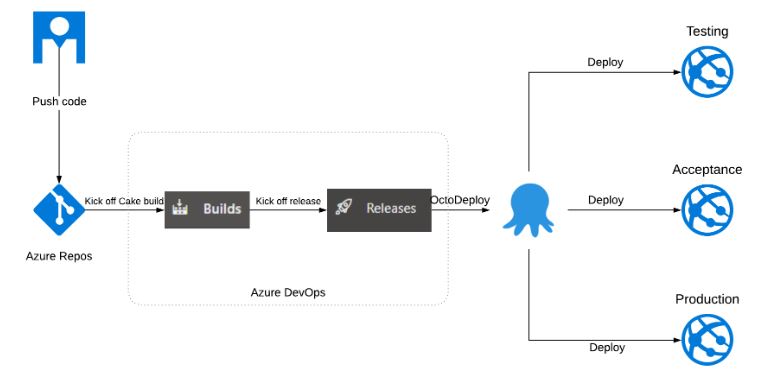 Testing
Deploy
Push code
Acceptance
Kick off Cake build
Builds
Kick off release
Releases
OctoDeploy
Deploy
Azure Repos
Azure DevOps
Production
Deploy